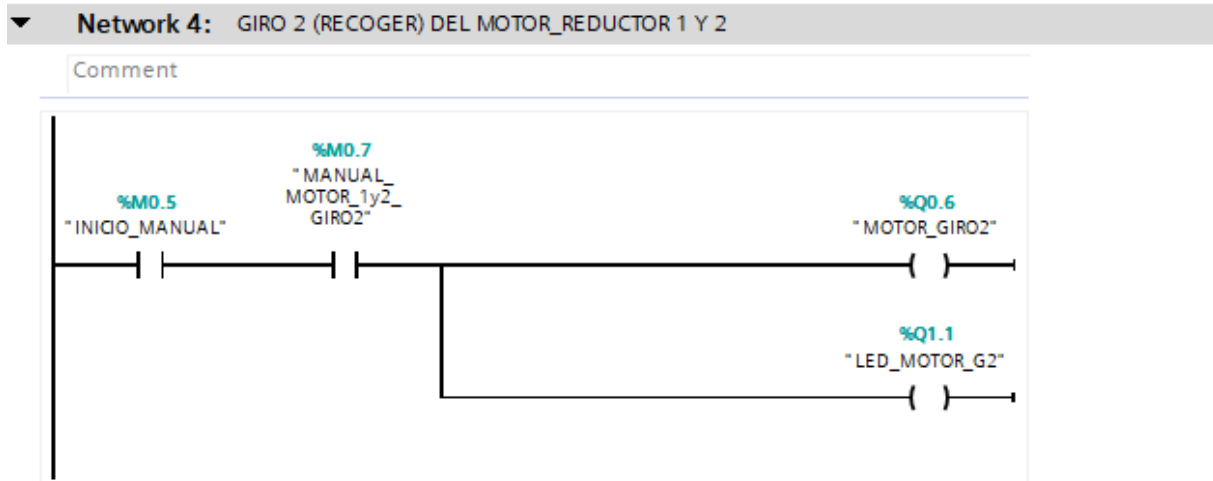 Network 4: GIRO 2 (RECOGER) DEL MOTOR_REDUCTOR 1 Y 2
Comment
%M0.5
"INICIO_MANUAL"
%M0.7
"MANUAL_
MOTOR_1y2_
GIRO2"
%Q0.6
"MOTOR_GIRO2"
%Q1.1
"LED_MOTOR_G2"